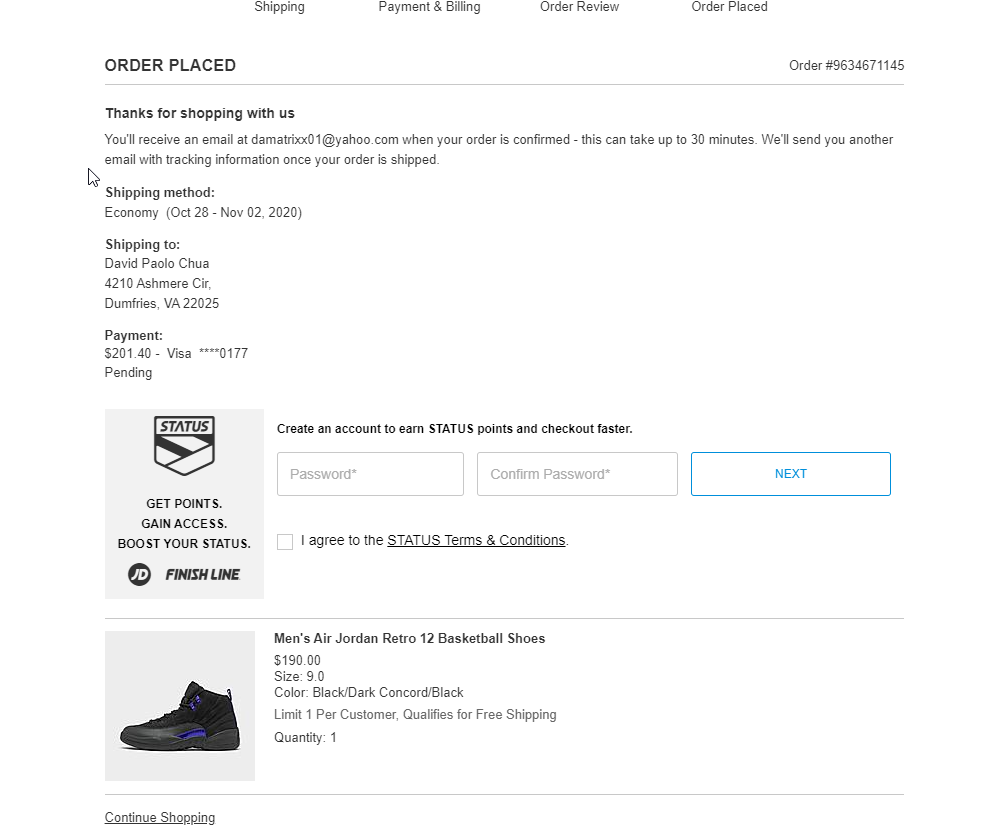 Shipping Payment & Billing Order Review Order Placed
ORDER PLACED Order #9634671145
Thanks for shopping with us
You'll receive an email at damatrixx01@yahoo.com when your order is confirmed - this can take up to 30 minutes. We'll send you another
email with tracking information once your order is shipped.
Shipping method:
Economy (Oct 28 - Nov 02, 2020)
Shipping to:
David Paolo Chua
4210 Ashmere Cir,
Dumfries, VA 22025
Payment:
$201.40 - Visa ****0177
Pending
STATUS
GET POINTS.
GAIN ACCESS.
BOOST YOUR STATUS.
JD FINISH LINE
Create an account to earn STATUS points and checkout faster.
Password* Confirm Password* NEXT
I agree to the STATUS Terms & Conditions.
Men's Air Jordan Retro 12 Basketball Shoes
$190.00
Size: 9.0
Color: Black/Dark Concord/Black
Limit 1 Per Customer, Qualifies for Free Shipping
Quantity: 1
Continue Shopping